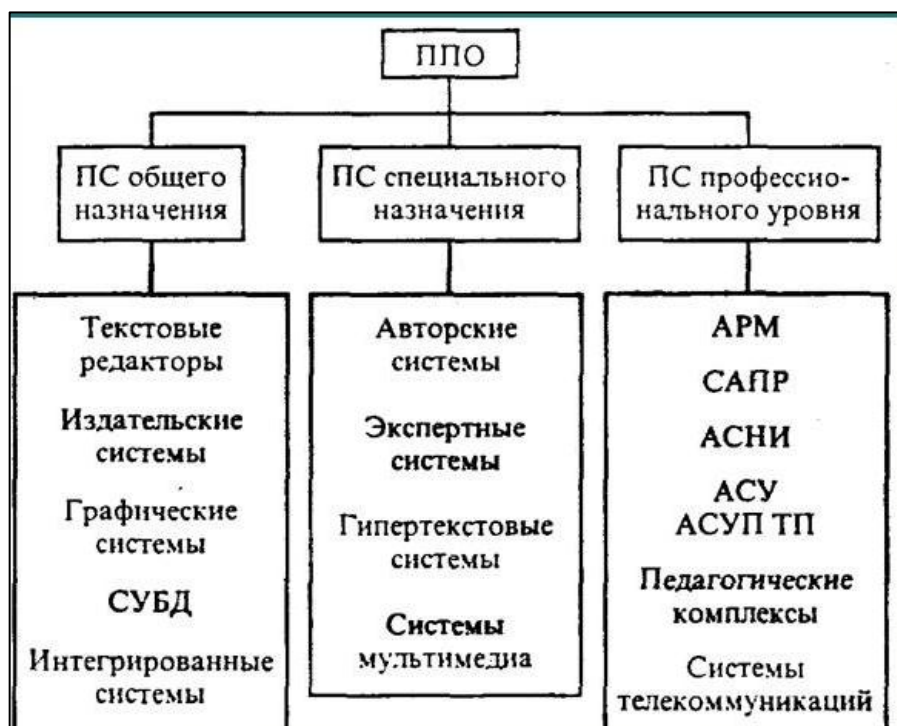 ППО
ПС общего
назначения
ПС специального
назначения
ПС профессио-
нального уровня
Текстовые
редакторы
Издательские
системы
Графические
системы
СУБД
Интегрированные
системы
Авторские
системы
Экспертные
системы
Гипертекстовые
системы
Системы
мультимедиа
АРМ
САПР
АСНИ
АСУ
АСУП ТП
Педагогические
комплексы
Системы
телекоммуникаций